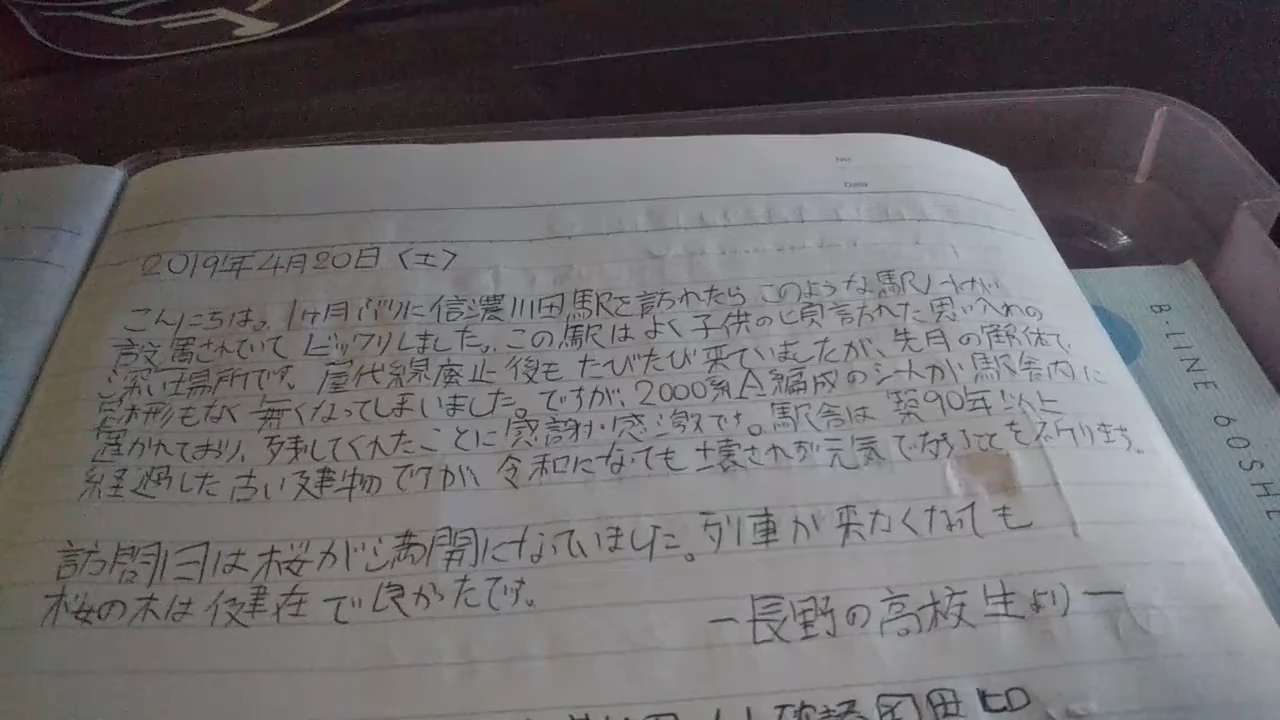 No
Date
2019年4月20日〈土〉
こんにちは。1ヶ月ぶりに信濃川田駅を訪れたら このような駅ノートが
設置されていて ビックリしました。この駅は よく子供の頃訪れた 思い入れの
深い場所です。屋代線廃止後も たびたび来ていましたが、先月の解体で
跡形もなく 無くなってしまいました。ですが、2000系A編成のシートが 駅舎内に
置かれており、残してくれたことに感謝・感激です。駅舎は 築90年以上
経過した 古い建物ですが、令和になっても 壊されず元気であることを祈ります。
訪問日は桜が満開になっていました。列車が来なくなっても
桜の木は健在で良かったです。
ー長野の高校生よりー
B-LINE 60SHE